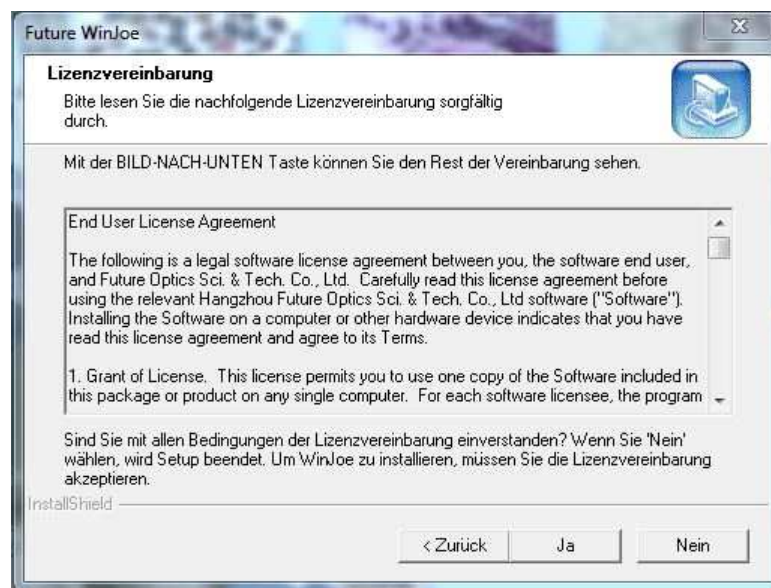 Future WinJoe
Lizenzvereinbarung
Bitte lesen Sie die nachfolgende Lizenzvereinbarung sorgfältig
durch.
Mit der BILD-NACH-UNTEN Taste können Sie den Rest der Vereinbarung sehen.
End User License Agreement
The following is a legal software license agreement between you, the software end user,
and Future Optics Sci. & Tech. Co., Ltd.  Carefully read this license agreement before
using the relevant Hangzhou Future Optics Sci. & Tech. Co., Ltd software ("Software").
Installing the Software on a computer or other hardware device indicates that you have
read this license agreement and agree to its Terms.
1. Grant of License.  This license permits you to use one copy of the Software included in
this package or product on any single computer.  For each software licensee, the program
Sind Sie mit allen Bedingungen der Lizenzvereinbarung einverstanden? Wenn Sie 'Nein'
wählen, wird Setup beendet. Um WinJoe zu installieren, müssen Sie die Lizenzvereinbarung
akzeptieren.
InstallShield
< Zurück
Ja
Nein